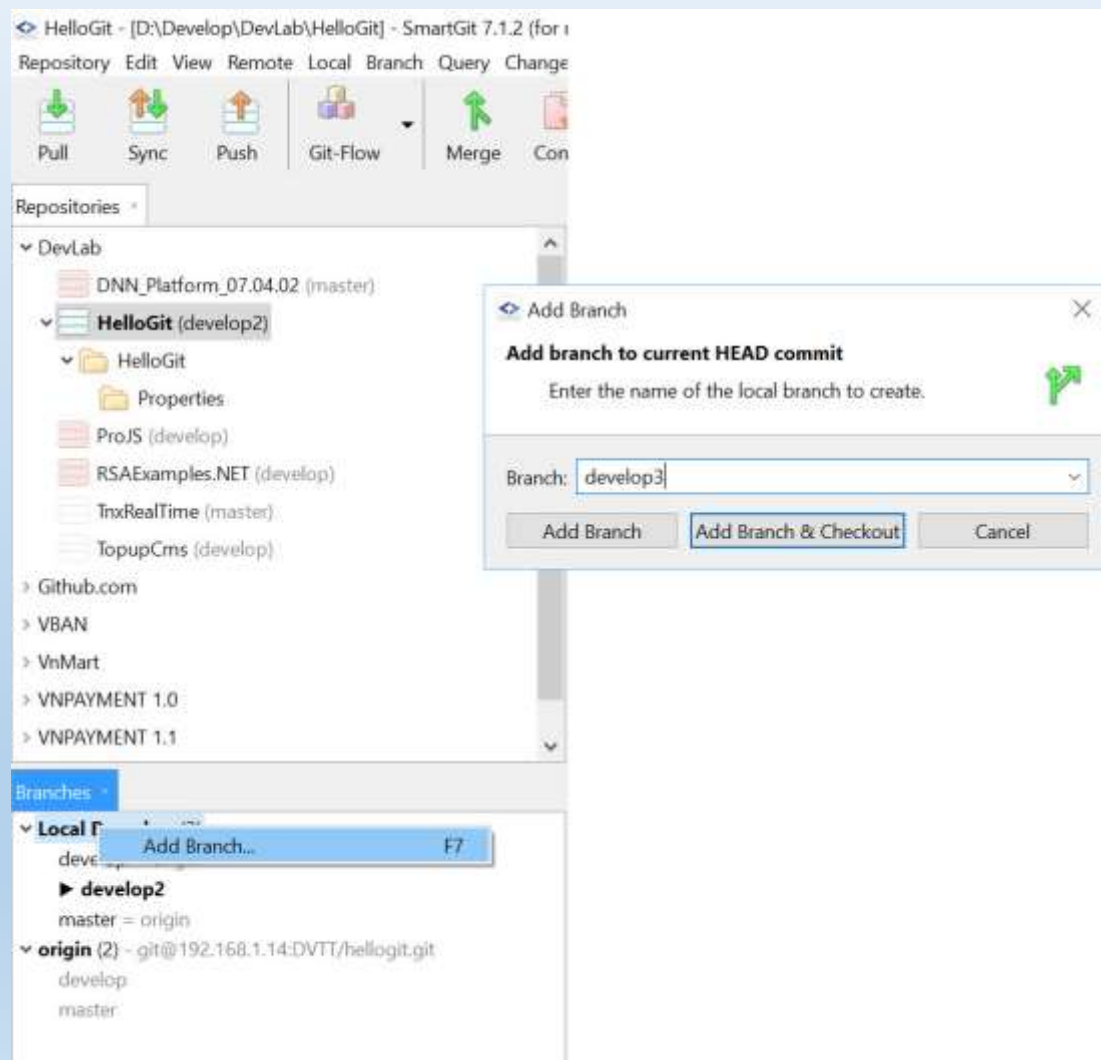 HelloGit - [D:\Develop\DevLab\HelloGit] - SmartGit 7.1.2 (for
Repository Edit View Remote Local Branch Query Change
Pull Sync Push Git-Flow Merge Con
Repositories
DevLab
DNN_Platform_07.04.02 (master)
HelloGit (develop2)
HelloGit
Properties
ProJS (develop)
RSAExamples.NET (develop)
TnxRealTime (master)
TopupCms (develop)
Github.com
VBAN
VnMart
VNPAYMENT 1.0
VNPAYMENT 1.1
Add Branch
Add branch to current HEAD commit
Enter the name of the local branch to create.
Branch: develop3
Add Branch Add Branch & Checkout Cancel
Branches
Local
Add Branch... F7
deve
develop2
master = origin
origin (2) - git@192.168.1.14:DVTT/hellogit.git
develop
master